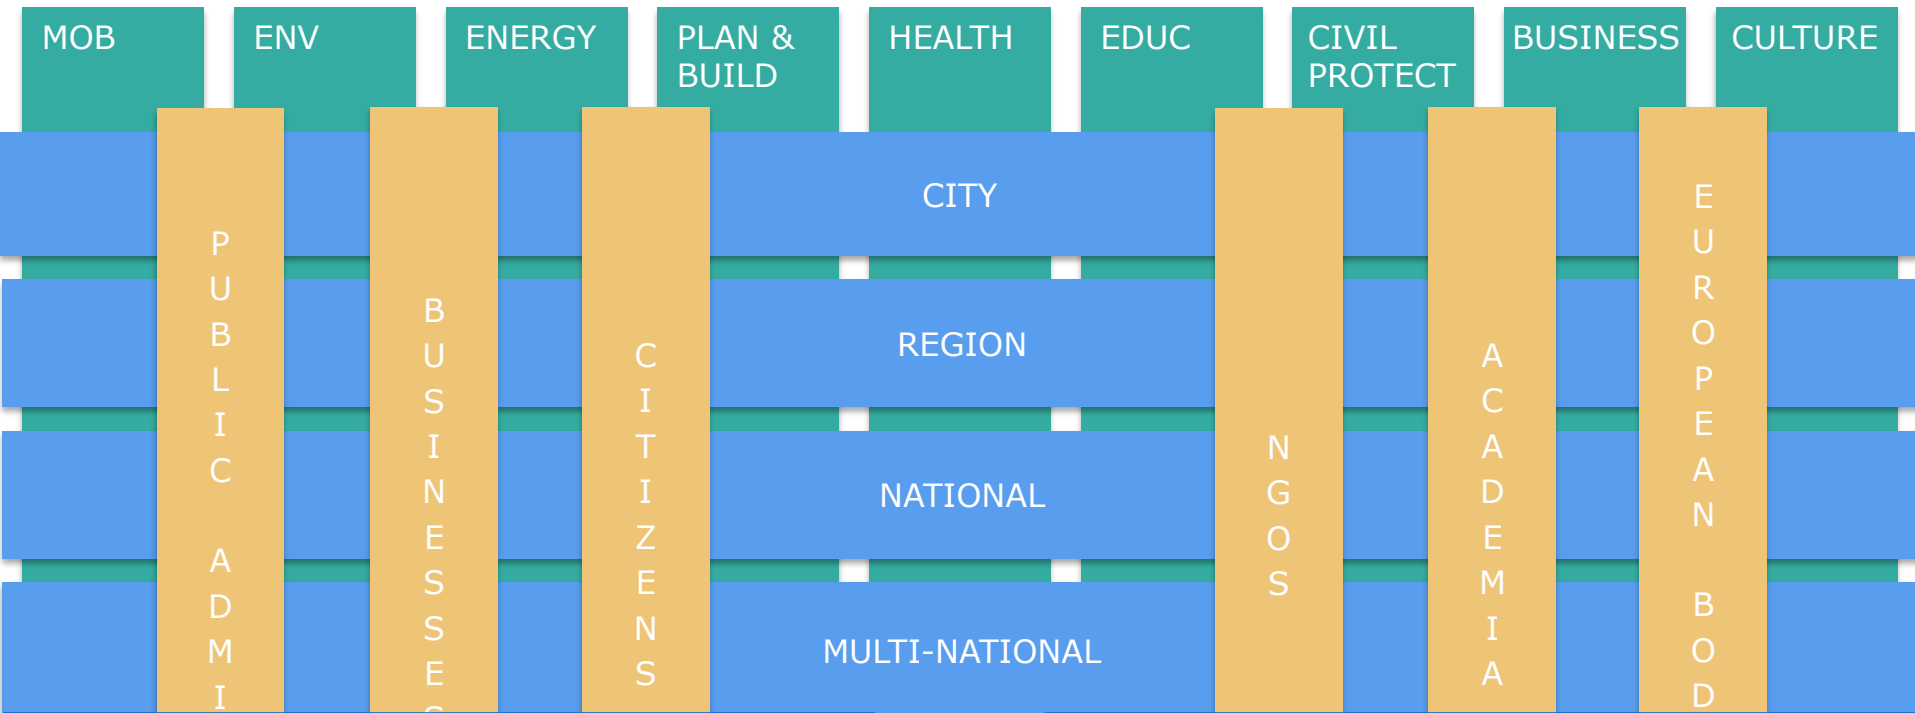 MOB
ENV
ENERGY
PLAN &
BUILD
HEALTH
EDUC
CIVIL
PROTECT
BUSINESS
CULTURE
CITY
REGION
NATIONAL
MULTI-NATIONAL
PUBLIC ADMI
BUSINESSES
CITIZENS
NGOS
ACADEMIA
EUROPEAN BOD